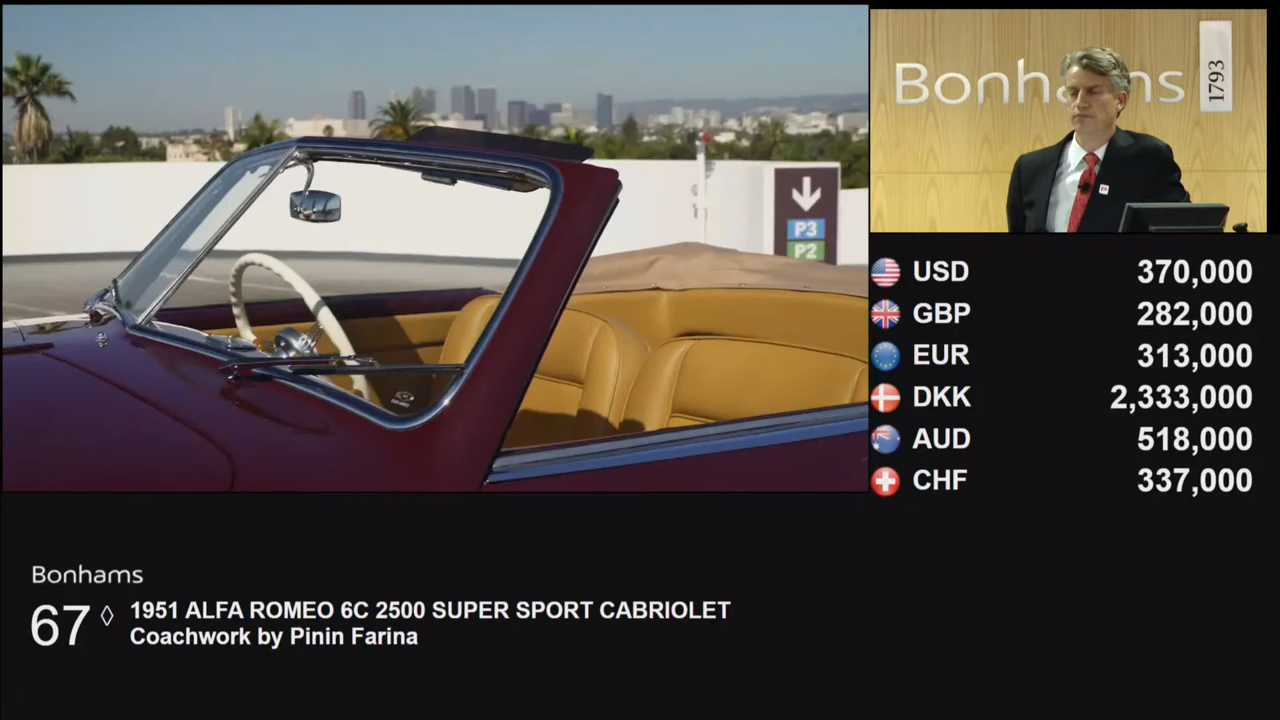 Bonhams
1793
P3
P2
USD 370,000
GBP 282,000
EUR 313,000
DKK 2,333,000
AUD 518,000
CHF 337,000
Bonhams
67 ◊ 1951 ALFA ROMEO 6C 2500 SUPER SPORT CABRIOLET
Coachwork by Pinin Farina